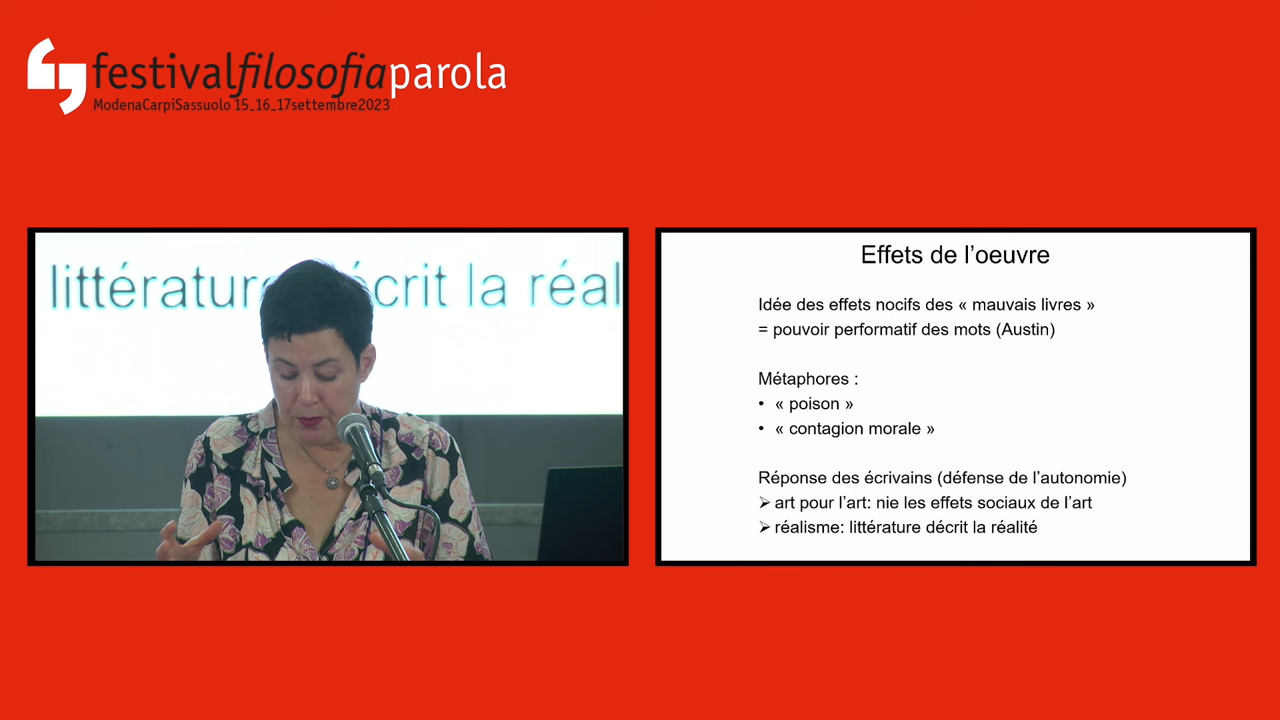 festivalfilosofiaparola
ModenaCarpiSassuolo 15_16_17settembre2023
littératur écrit la réal
Effets de l'oeuvre
Idée des effets nocifs des « mauvais livres »
= pouvoir performatif des mots (Austin)
Métaphores :
• « poison »
• « contagion morale »
Réponse des écrivains (défense de l'autonomie)
➢ art pour l'art: nie les effets sociaux de l'art
➢ réalisme: littérature décrit la réalité